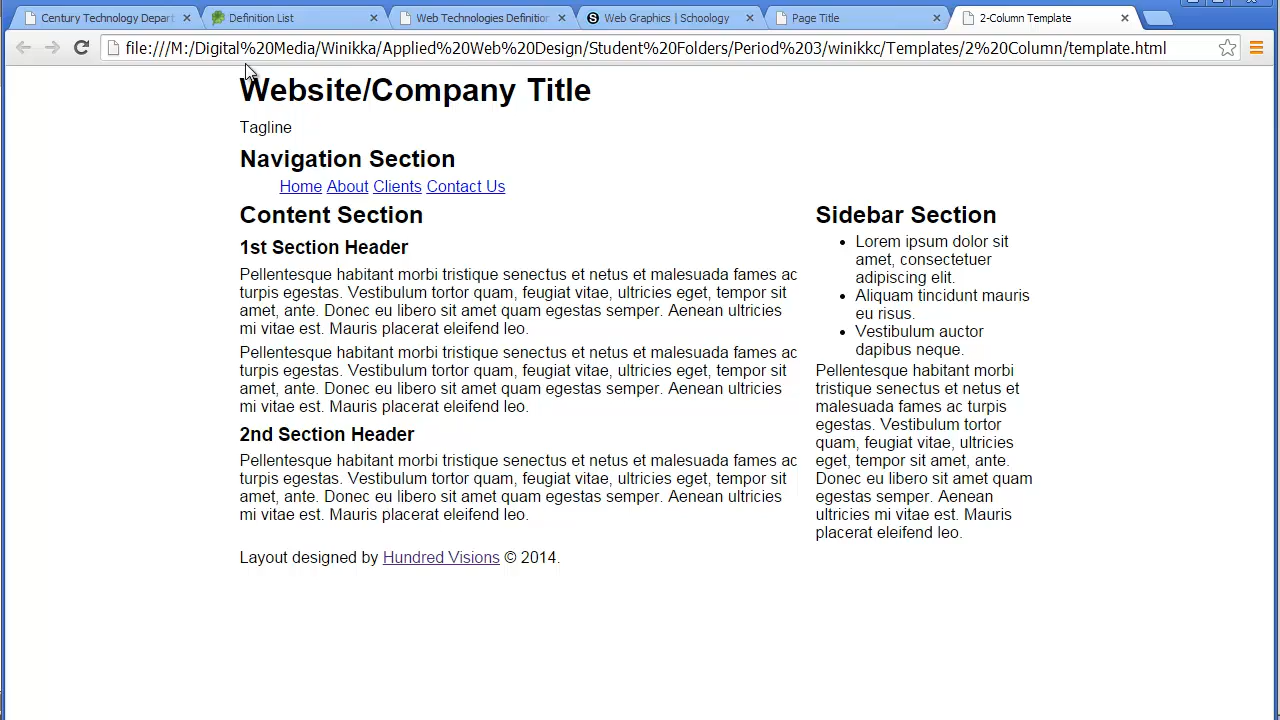 Century Technology Depart
Definition List
Web Technologies Definition
S Web Graphics | Schoology
Page Title
2-Column Template
file:///M:/Digital%20Media/Winikka/Applied%20Web%20Design/Student%20Folders/Period%203/winikkc/Templates/2%20Column/template.html
Website/Company Title
Tagline
Navigation Section
Home About Clients Contact Us
Content Section
1st Section Header
Pellentesque habitant morbi tristique senectus et netus et malesuada fames ac
turpis egestas. Vestibulum tortor quam, feugiat vitae, ultricies eget, tempor sit
amet, ante. Donec eu libero sit amet quam egestas semper. Aenean ultricies
mi vitae est. Mauris placerat eleifend leo.
Pellentesque habitant morbi tristique senectus et netus et malesuada fames ac
turpis egestas. Vestibulum tortor quam, feugiat vitae, ultricies eget, tempor sit
amet, ante. Donec eu libero sit amet quam egestas semper. Aenean ultricies
mi vitae est. Mauris placerat eleifend leo.
2nd Section Header
Pellentesque habitant morbi tristique senectus et netus et malesuada fames ac
turpis egestas. Vestibulum tortor quam, feugiat vitae, ultricies eget, tempor sit
amet, ante. Donec eu libero sit amet quam egestas semper. Aenean ultricies
mi vitae est. Mauris placerat eleifend leo.
Sidebar Section
• Lorem ipsum dolor sit
amet, consectetuer
adipiscing elit.
• Aliquam tincidunt mauris
eu risus.
• Vestibulum auctor
dapibus neque.
Pellentesque habitant morbi
tristique senectus et netus et
malesuada fames ac turpis
egestas. Vestibulum tortor
quam, feugiat vitae, ultricies
eget, tempor sit amet, ante.
Donec eu libero sit amet quam
egestas semper. Aenean
ultricies mi vitae est. Mauris
placerat eleifend leo.
Layout designed by Hundred Visions © 2014.